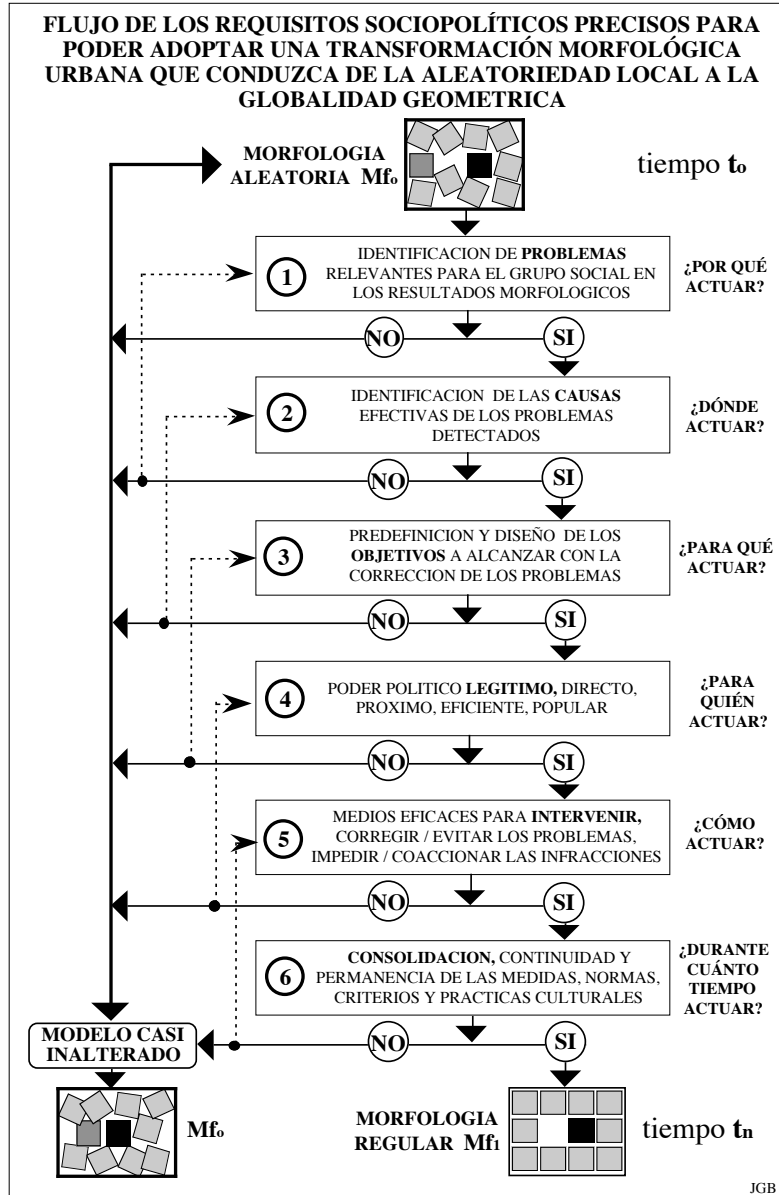 FLUJO DE LOS REQUISITOS SOCIOPOLÍTICOS PRECISOS PARA
PODER ADOPTAR UNA TRANSFORMACIÓN MORFOLÓGICA
URBANA QUE CONDUZCA DE LA ALEATORIEDAD LOCAL A LA
GLOBALIDAD GEOMETRICA
MORFOLOGIA
ALEATORIA Mfo
tiempo to
1
IDENTIFICACION DE PROBLEMAS
RELEVANTES PARA EL GRUPO SOCIAL EN
LOS RESULTADOS MORFOLOGICOS
¿POR QUÉ
ACTUAR?
NO
SI
2
IDENTIFICACION DE LAS CAUSAS
EFECTIVAS DE LOS PROBLEMAS
DETECTADOS
¿DÓNDE
ACTUAR?
NO
SI
3
PREDEFINICION Y DISEÑO DE LOS
OBJETIVOS A ALCANZAR CON LA
CORRECCION DE LOS PROBLEMAS
¿PARA QUÉ
ACTUAR?
NO
SI
4
PODER POLITICO LEGITIMO, DIRECTO,
PROXIMO, EFICIENTE, POPULAR
¿PARA
QUIÉN
ACTUAR?
NO
SI
5
MEDIOS EFICACES PARA INTERVENIR,
CORREGIR / EVITAR LOS PROBLEMAS,
IMPEDIR / COACCIONAR LAS INFRACCIONES
¿CÓMO
ACTUAR?
NO
SI
6
CONSOLIDACION, CONTINUIDAD Y
PERMANENCIA DE LAS MEDIDAS, NORMAS,
CRITERIOS Y PRACTICAS CULTURALES
¿DURANTE
CUÁNTO
TIEMPO
ACTUAR?
NO
SI
MODELO CASI
INALTERADO
Mfo
MORFOLOGIA
REGULAR Mf1
tiempo tn
JGB